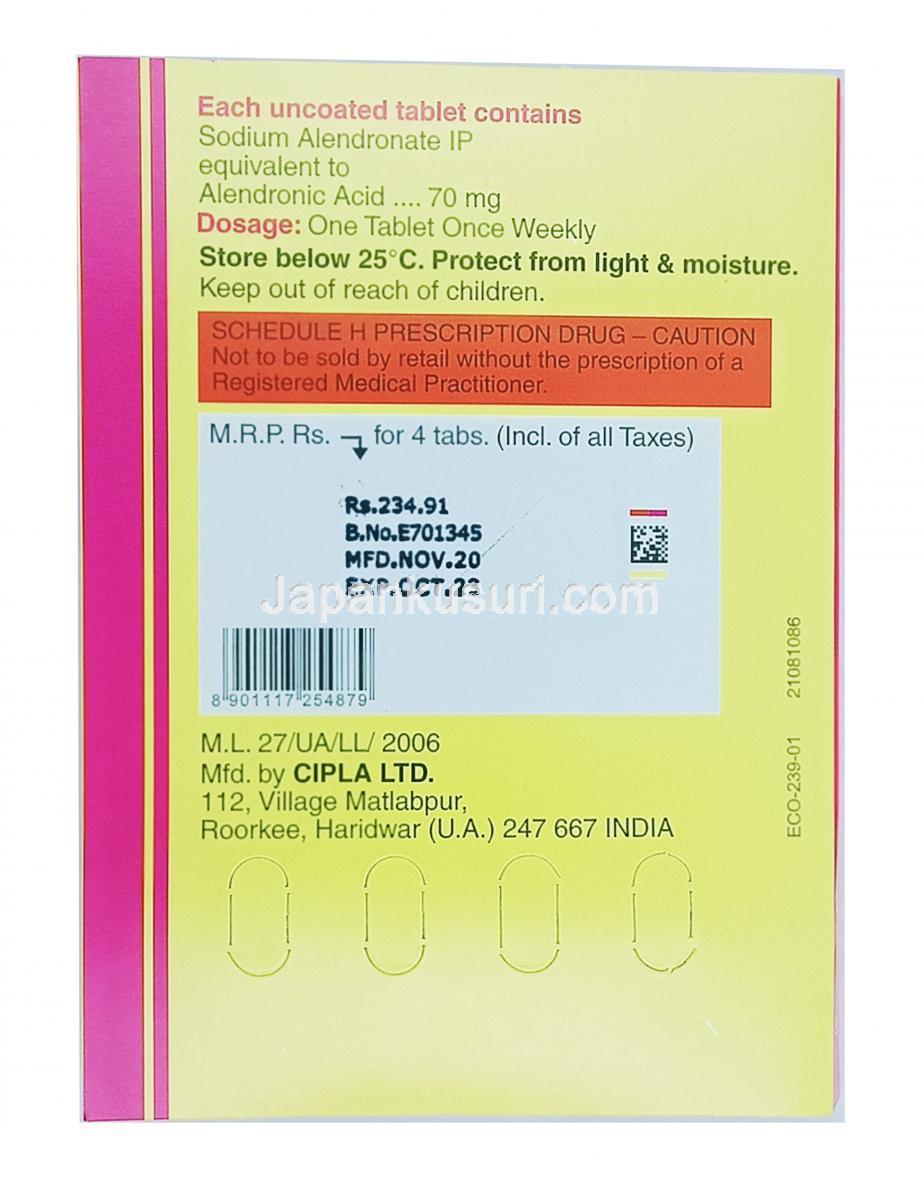 Each uncoated tablet contains
Sodium Alendronate IP
equivalent to
Alendronic Acid .... 70 mg
Dosage: One Tablet Once Weekly
Store below 25°C. Protect from light & moisture.
Keep out of reach of children.
SCHEDULE H PRESCRIPTION DRUG – CAUTION
Not to be sold by retail without the prescription of a
Registered Medical Practitioner.
M.R.P. Rs. for 4 tabs. (Incl. of all Taxes)
Rs.234.91
B.No.E701345
MFD.NOV.20
EXP.OCT.22
Japankusuri.com
8 901117 254879
M.L. 27/UA/LL/ 2006
Mfd. by CIPLA LTD.
112, Village Matlabpur,
Roorkee, Haridwar (U.A.) 247 667 INDIA
ECO-239-01 21081086